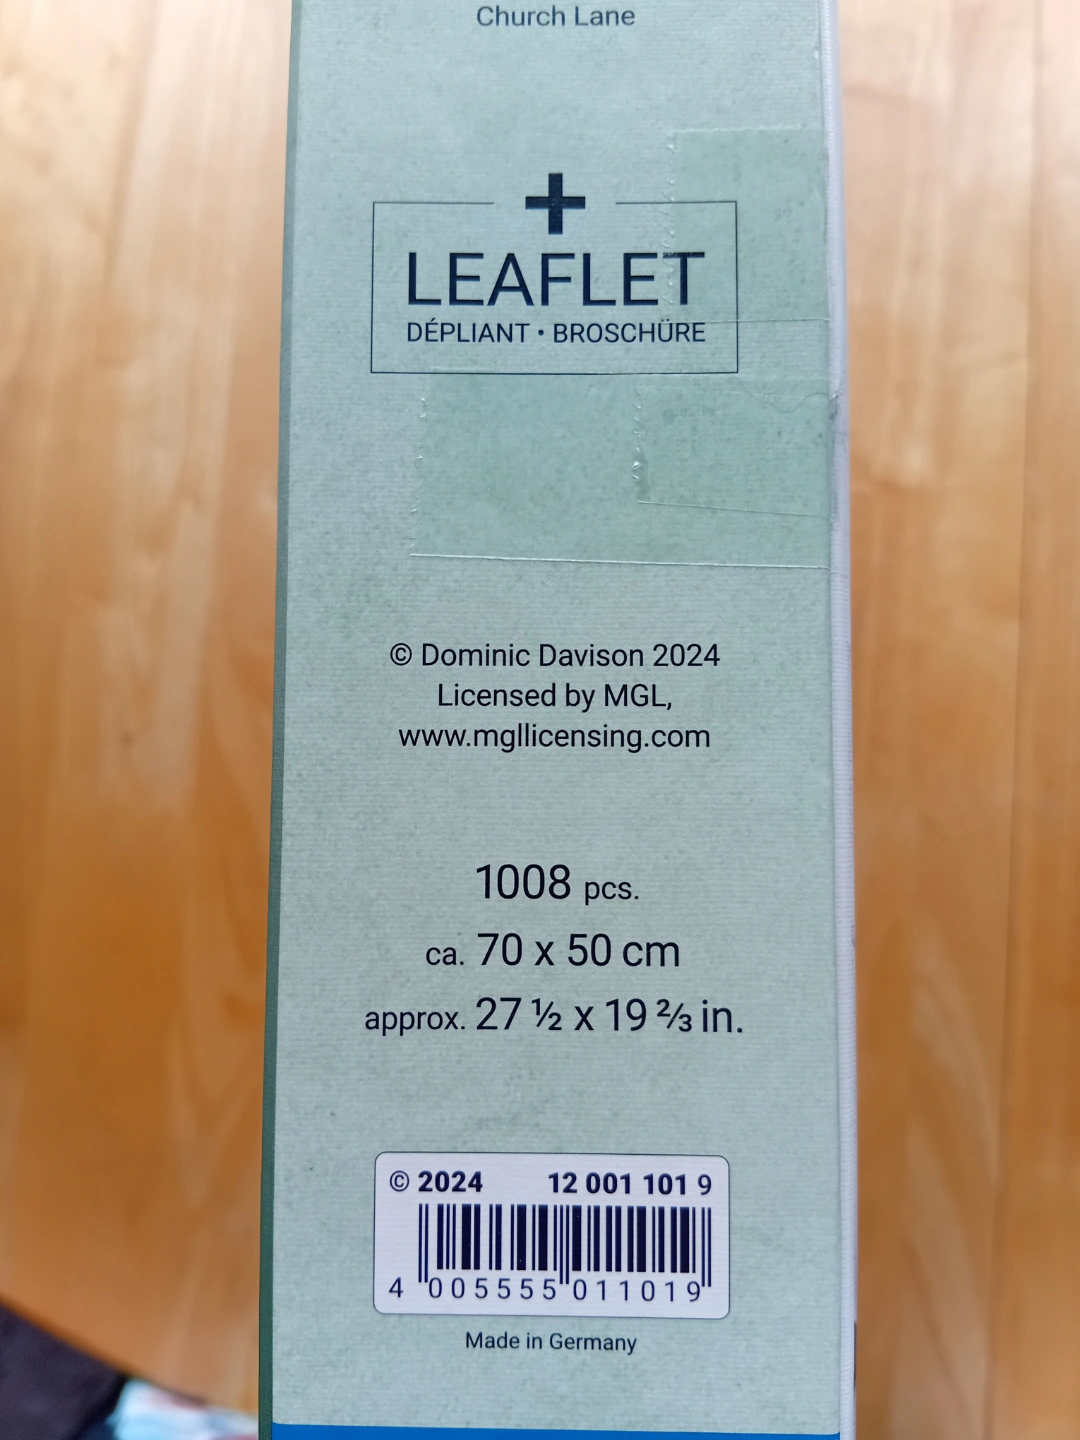 Church Lane
+
LEAFLET
DÉPLIANT • BROSCHÜRE
© Dominic Davison 2024
Licensed by MGL,
www.mgllicensing.com
1008 pcs.
ca. 70 x 50 cm
approx. 27 ½ x 19 ⅔ in.
© 2024 12 001 101 9
4 005555 011019
Made in Germany